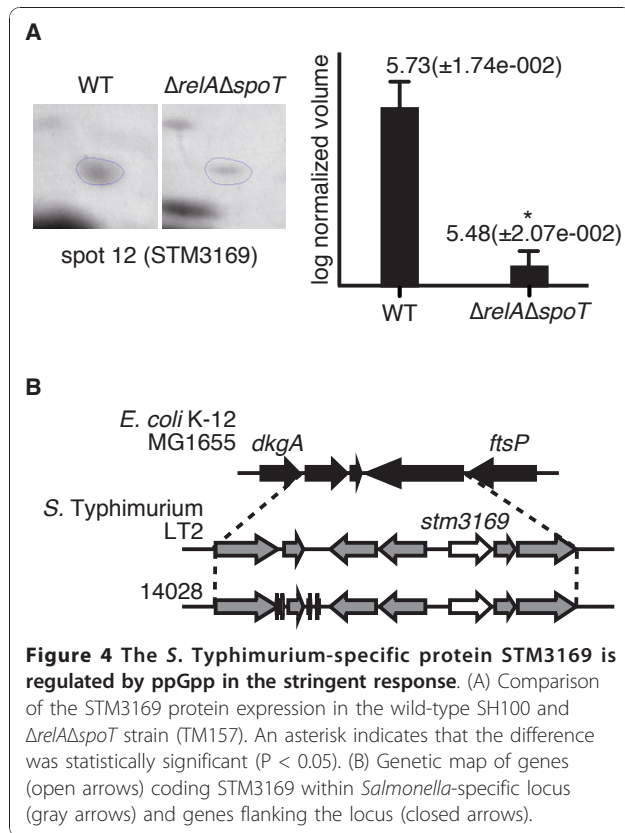 A
WT
ΔrelAΔspoT
spot 12 (STM3169)
log normalized volume
5.73(±1.74e-002)
*
5.48(±2.07e-002)
WT
ΔrelAΔspoT
B
E. coli K-12
MG1655
dkgA
ftsP
S. Typhimurium
LT2
stm3169
14028
Figure 4 The S. Typhimurium-specific protein STM3169 is
regulated by ppGpp in the stringent response. (A) Comparison
of the STM3169 protein expression in the wild-type SH100 and
ΔrelAΔspoT strain (TM157). An asterisk indicates that the difference
was statistically significant (P < 0.05). (B) Genetic map of genes
(open arrows) coding STM3169 within Salmonella-specific locus
(gray arrows) and genes flanking the locus (closed arrows).